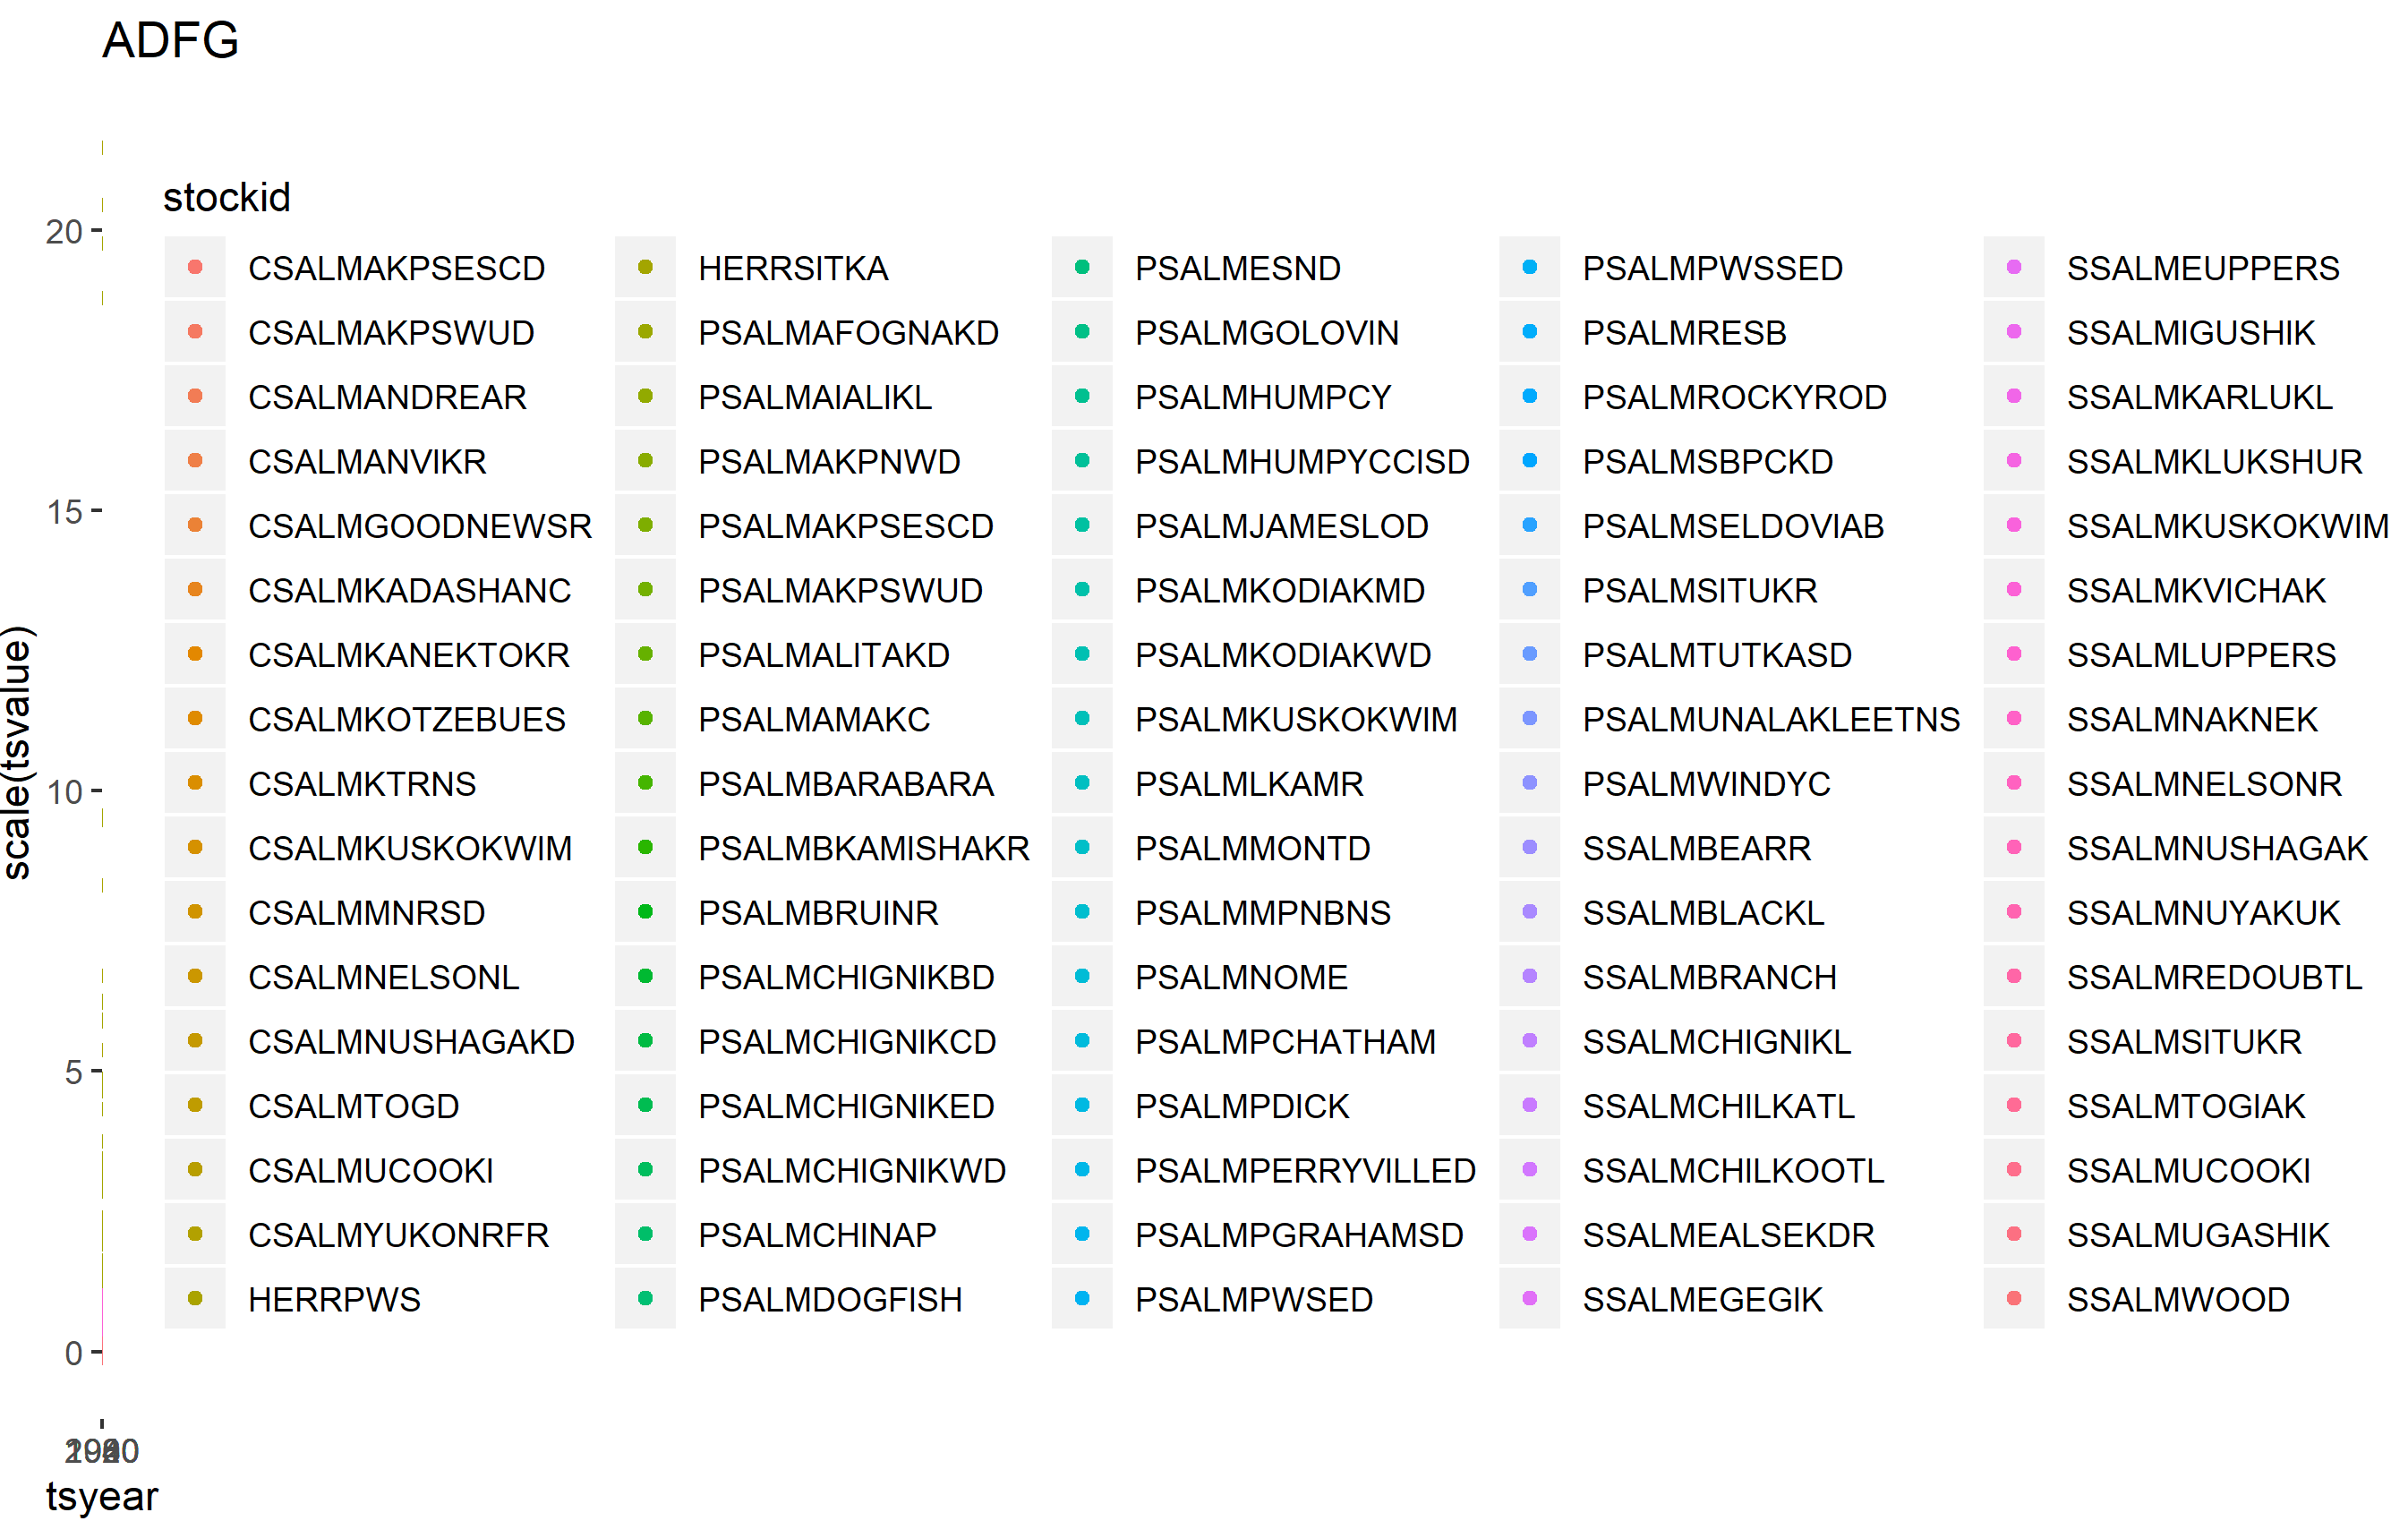 ADFG
stockid
CSALMAKPSESCD HERRSITKA PSALMESND PSALMPWSSED SSALMEUPPERS
CSALMAKPSWUD PSALMAFOGNAKD PSALMGOLOVIN PSALMRESB SSALMIGUSHIK
CSALMANDREAR PSALMAIALIKL PSALMHUMPCY PSALMROCKYROD SSALMKARLUKL
CSALMANVIKR PSALMAKPNWD PSALMHUMPYCCISD PSALMSBPCKD SSALMKLUKSHUR
CSALMGOODNEWSR PSALMAKPSESCD PSALMJAMESLOD PSALMSELDOVIAB SSALMKUSKOKWIM
CSALMKADASHANC PSALMAKPSWUD PSALMKODIAKMD PSALMSITUKR SSALMKVICHAK
CSALMKANEKTOKR PSALMALITAKD PSALMKODIAKWD PSALMTUTKASD SSALMLUPPERS
CSALMKOTZEBUES PSALMAMAKC PSALMKUSKOKWIM PSALMUNALAKLEETNS SSALMNAKNEK
CSALMKTRNS PSALMBARABARA PSALMLKAMR PSALMWINDYC SSALMNELSONR
CSALMKUSKOKWIM PSALMBKAMISHAKR PSALMMONTD SSALMBEARR SSALMNUSHAGAK
CSALMMNRSD PSALMBRUINR PSALMMPNBNS SSALMBLACKL SSALMNUYAKUK
CSALMNELSONL PSALMCHIGNIKBD PSALMNOME SSALMBRANCH SSALMREDOUBTL
CSALMNUSHAGAKD PSALMCHIGNIKCD PSALMPCHATHAM SSALMCHIGNIKL SSALMSITUKR
CSALMTOGD PSALMCHIGNIKED PSALMPDICK SSALMCHILKATL SSALMTOGIAK
CSALMUCOOKI PSALMCHIGNIKWD PSALMPERRYVILLED SSALMCHILKOOTL SSALMUCOOKI
CSALMYUKONRFR PSALMCHINAP PSALMPGRAHAMSD SSALMEALSEKDR SSALMUGASHIK
HERRPWS PSALMDOGFISH PSALMPWSED SSALMEGEGIK SSALMWOOD
20
15
10
5
0
scale(tsvalue)
tsyear